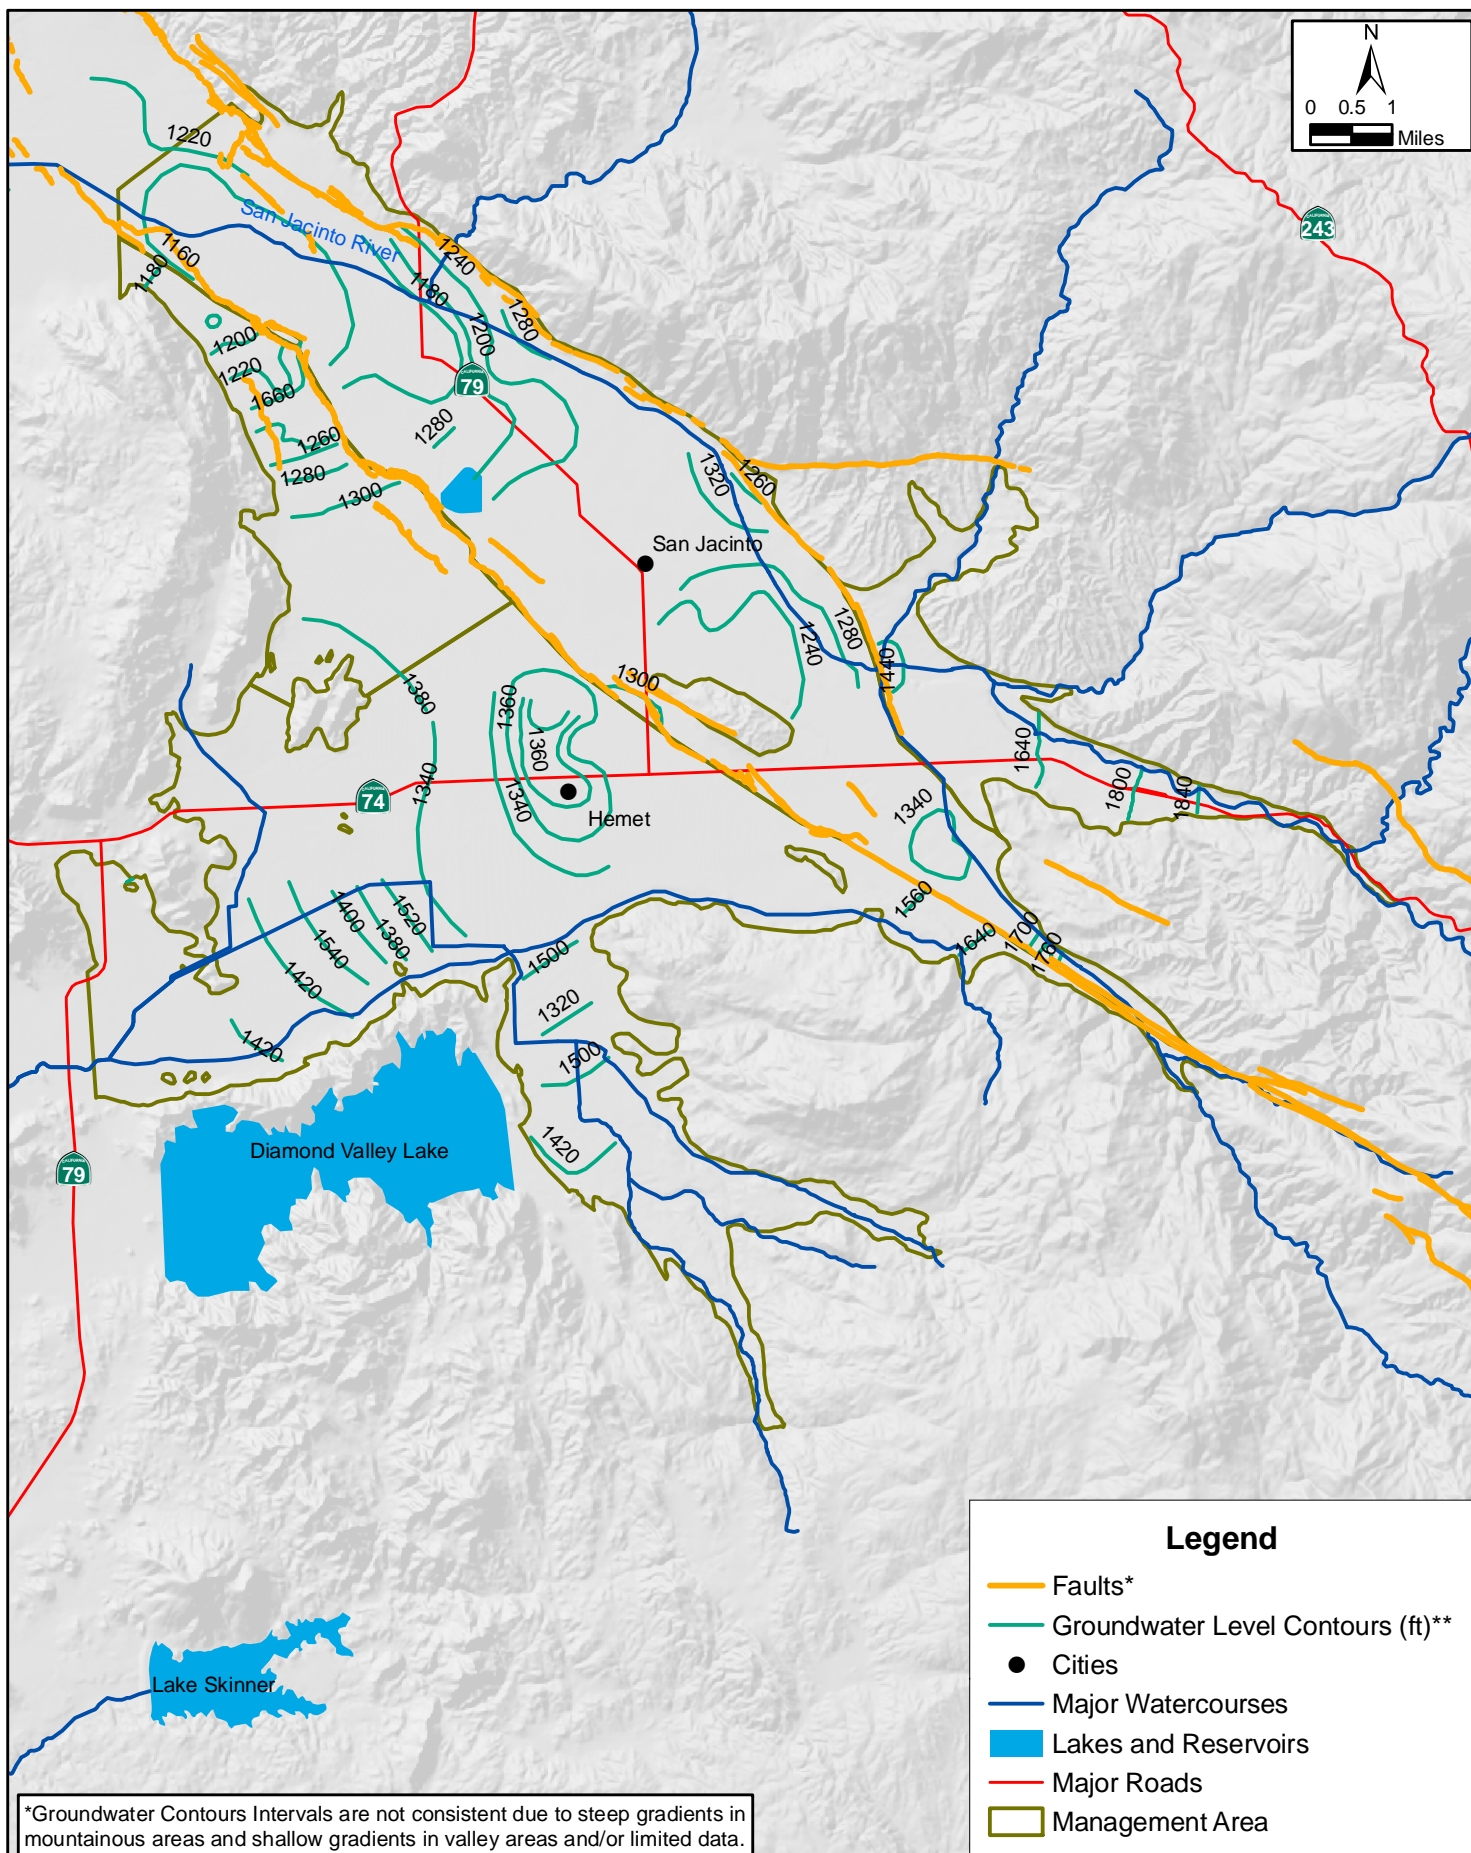 N
0 0.5 1
Miles
1220
San Jacinto River
CALIFORNIA
243
1160
1180
1240
1180
1280
1200
1200
1220
CALIFORNIA
79
1660
1280
1260
1280
1300
1320
1260
San Jacinto
1280
1240
1440
1300
1380
1360
1360
1340
1340
CALIFORNIA
74
Hemet
1640
1800
1840
1340
1560
1640
1700
1760
1520
1400
1380
1540
1420
1420
1500
1320
1500
1420
Diamond Valley Lake
CALIFORNIA
79
Lake Skinner
Legend
Faults*
Groundwater Level Contours (ft)**
Cities
Major Watercourses
Lakes and Reservoirs
Major Roads
Management Area
*Groundwater Contours Intervals are not consistent due to steep gradients in
mountainous areas and shallow gradients in valley areas and/or limited data.